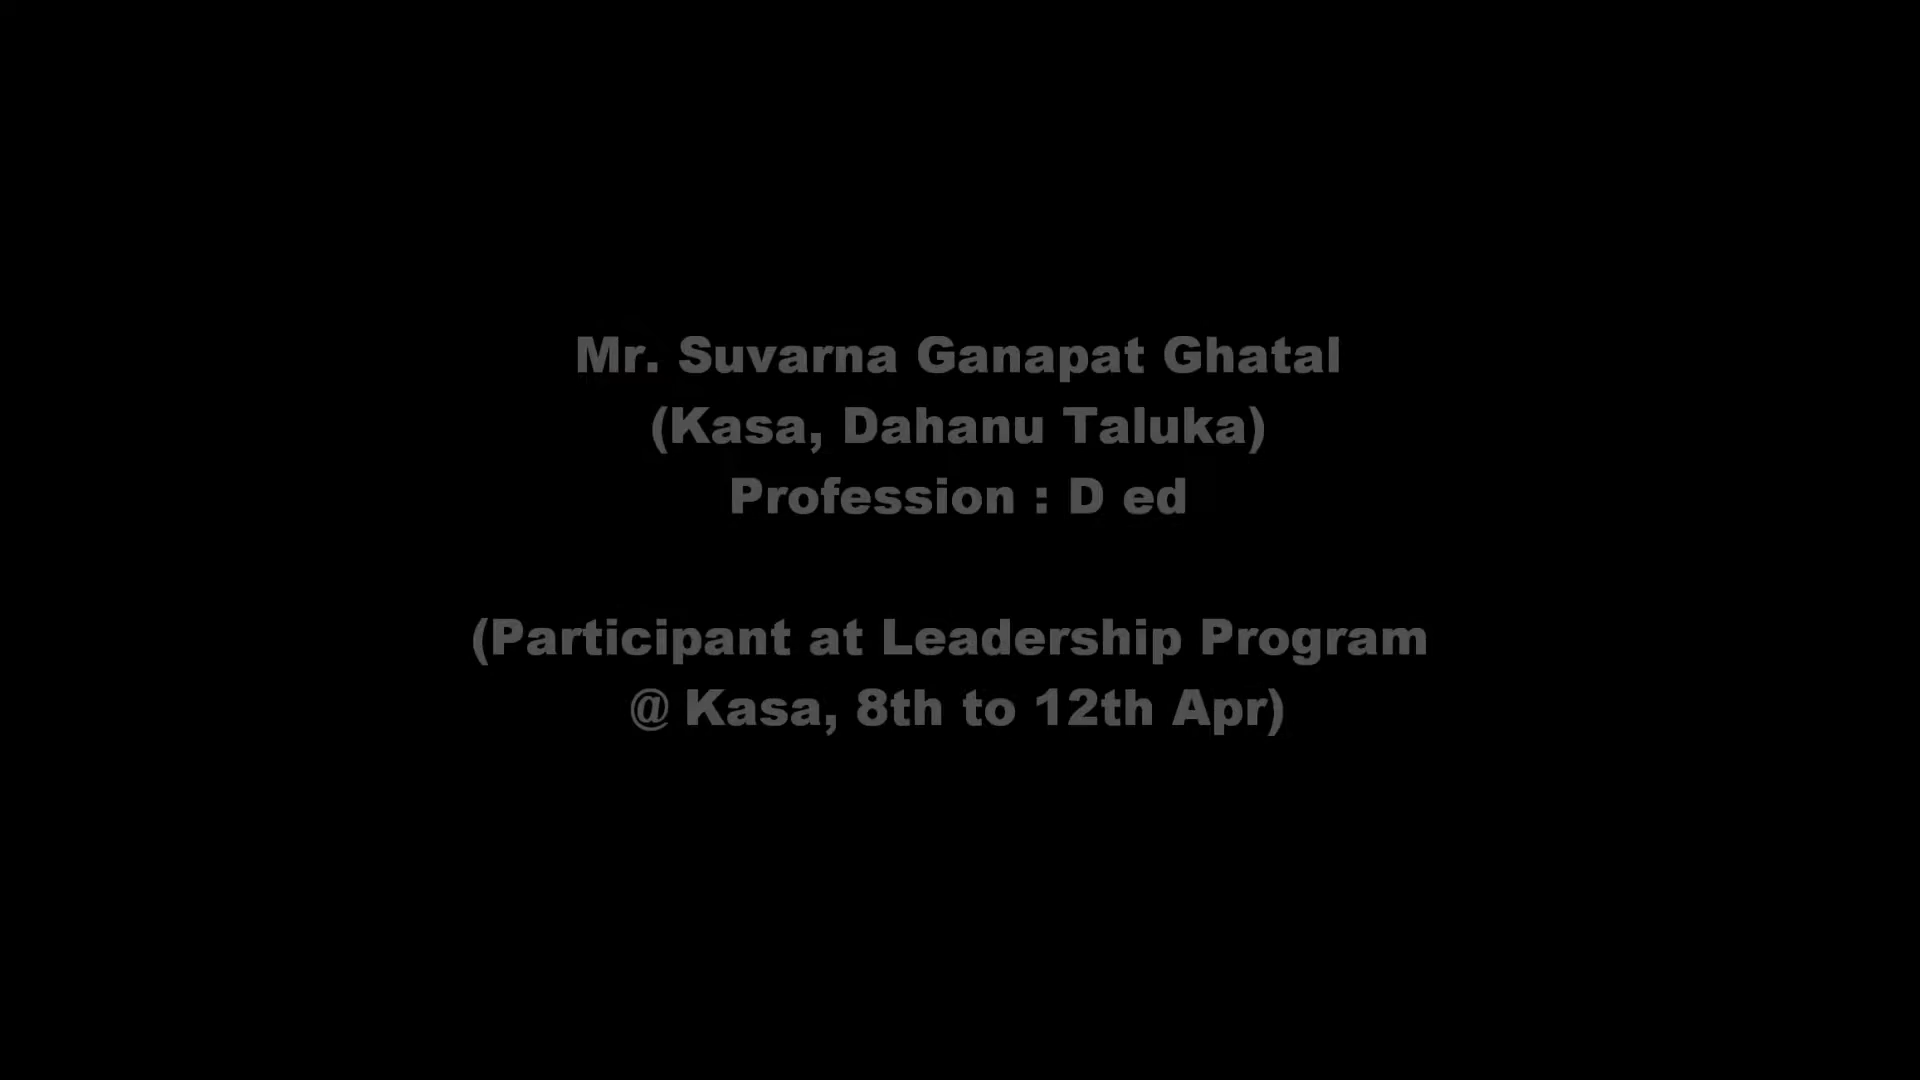 Mr. Suvarna Ganapat Ghatal
(Kasa, Dahanu Taluka)
Profession : D ed
(Participant at Leadership Program
@ Kasa, 8th to 12th Apr)